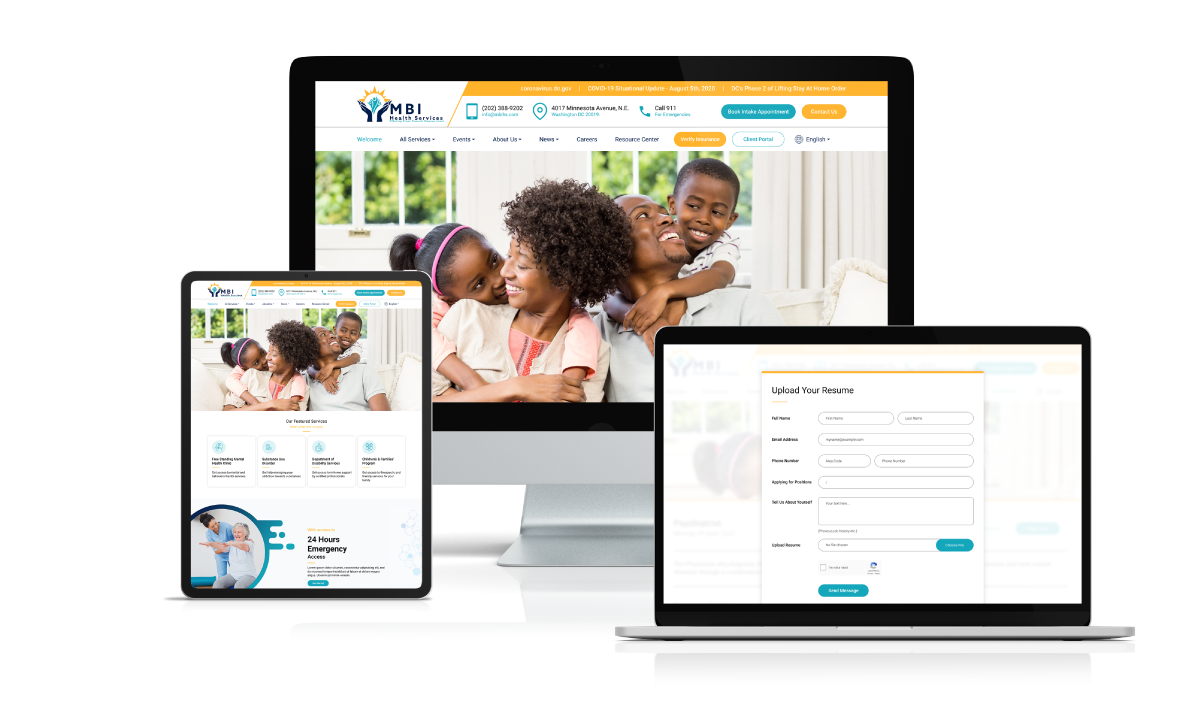 coronavirus.dc.gov | COVID-19 Situational Update - August 5th, 2020 | DC's Phase 2 of Lifting Stay At Home Order
MBI
Health Services
(202) 388-9202
info@mbihs.com
4017 Minnesota Avenue, N.E.
Washington DC 20019
Call 911
For Emergencies
Book Intake Appointment
Contact Us
Welcome All Services Events About Us News Careers Resource Center Verify Insurance Client Portal English
MBI
Our Featured Services
Free Standing Mental
Health Clinic
Substance Use
Disorder
Department of
Disability Services
Childrens & Families'
Program
24 Hours
Emergency
Access
MBI
Upload Your Resume
Full Name First Name Last Name
Email Address myname@example.com
Phone Number Area Code Phone Number
Applying for Positions
Tell Us About Yourself Your text here...
Upload Resume No file chosen
Send Message